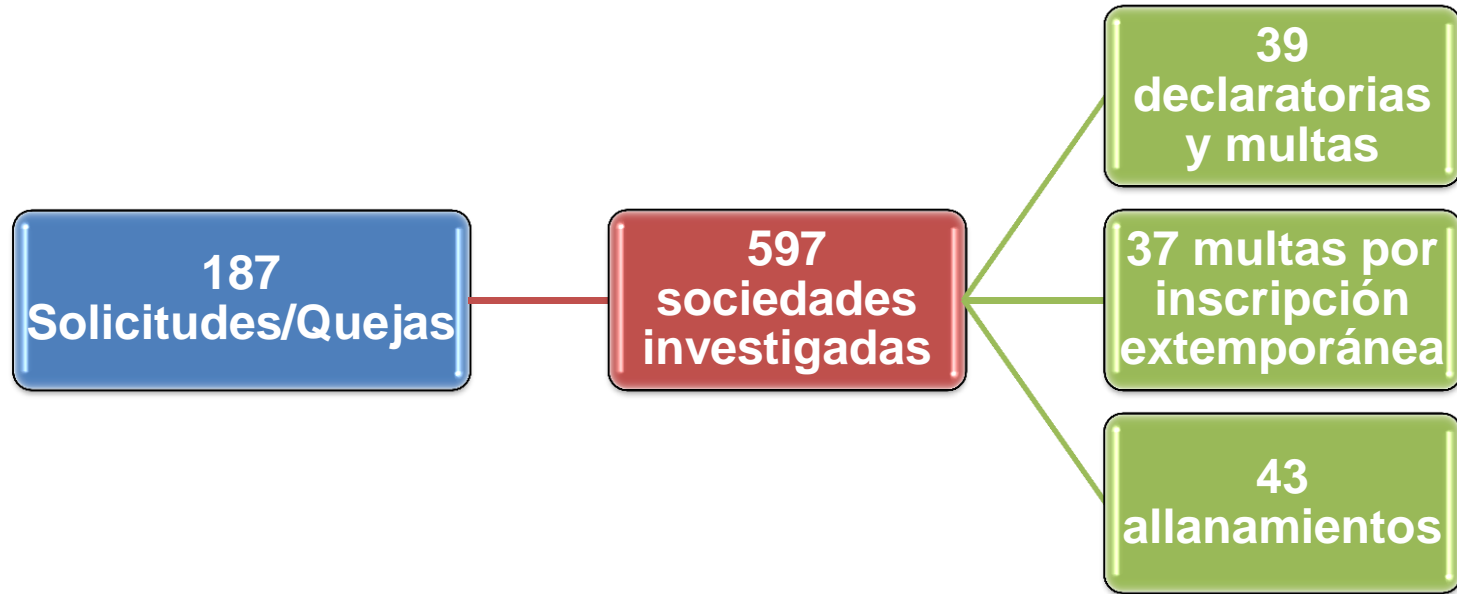 187
Solicitudes/Quejas
597
sociedades
investigadas
39
declaratorias
y multas
37 multas por
inscripción
extemporánea
43
allanamientos